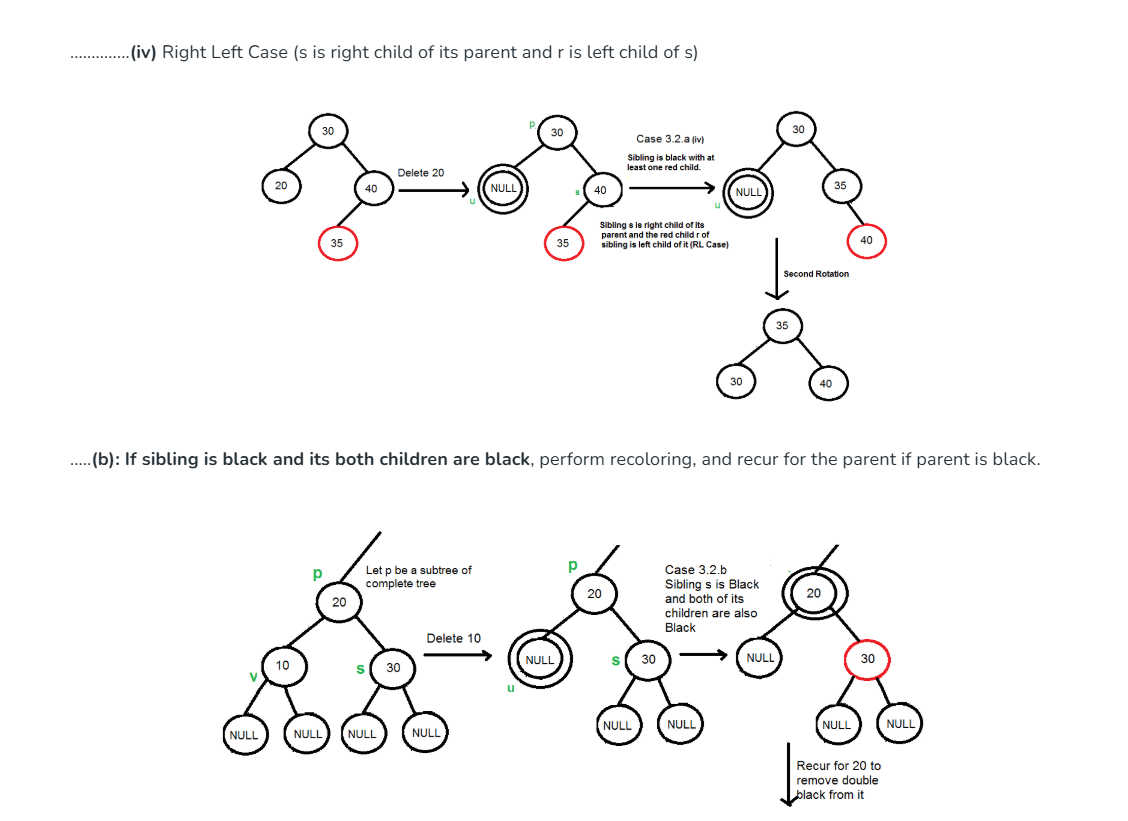 ..............(iv) Right Left Case (s is right child of its parent and r is left child of s)
30
20
40
35
Delete 20
p
30
NULL
u
s
40
35
Case 3.2.a (iv)
Sibling is black with at
least one red child.
Sibling s is right child of its
parent and the red child r of
sibling is left child of it (RL Case)
30
NULL
u
35
40
Second Rotation
35
30
40
.....(b): If sibling is black and its both children are black, perform recoloring, and recur for the parent if parent is black.
p
Let p be a subtree of
complete tree
20
v
10
s
30
NULL
NULL
NULL
NULL
Delete 10
p
20
NULL
u
s
30
NULL
NULL
Case 3.2.b
Sibling s is Black
and both of its
children are also
Black
20
NULL
30
NULL
NULL
Recur for 20 to
remove double
black from it